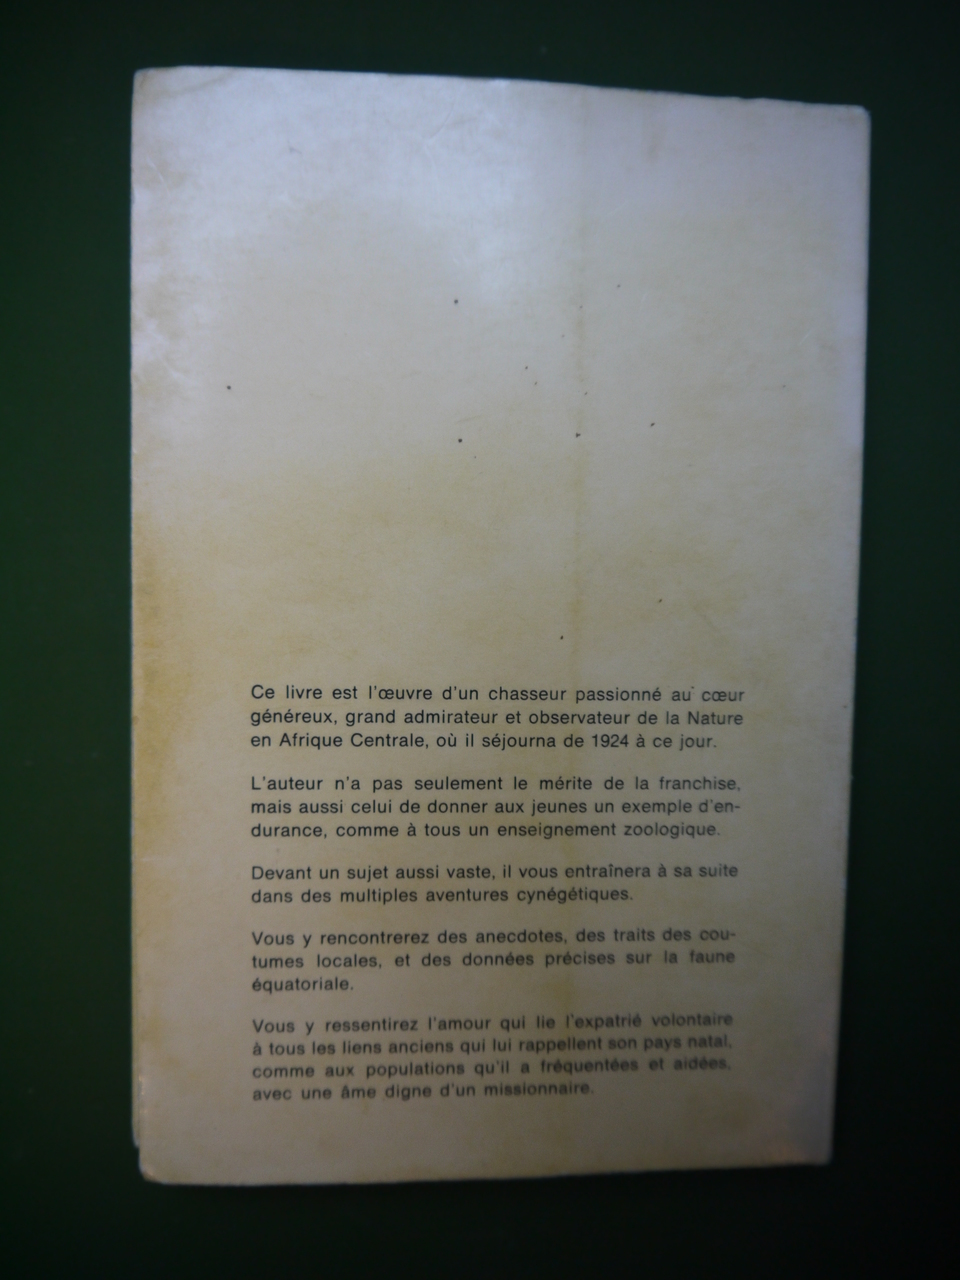 Ce livre est l'œuvre d'un chasseur passionné au cœur
généreux, grand admirateur et observateur de la Nature
en Afrique Centrale, où il séjourna de 1924 à ce jour.
L'auteur n'a pas seulement le mérite de la franchise,
mais aussi celui de donner aux jeunes un exemple d'en-
durance, comme à tous un enseignement zoologique.
Devant un sujet aussi vaste, il vous entraînera à sa suite
dans des multiples aventures cynégétiques.
Vous y rencontrerez des anecdotes, des traits des cou-
tumes locales, et des données précises sur la faune
équatoriale.
Vous y ressentirez l'amour qui lie l'expatrié volontaire
à tous les liens anciens qui lui rappellent son pays natal,
comme aux populations qu'il a fréquentées et aidées,
avec une âme digne d'un missionnaire.